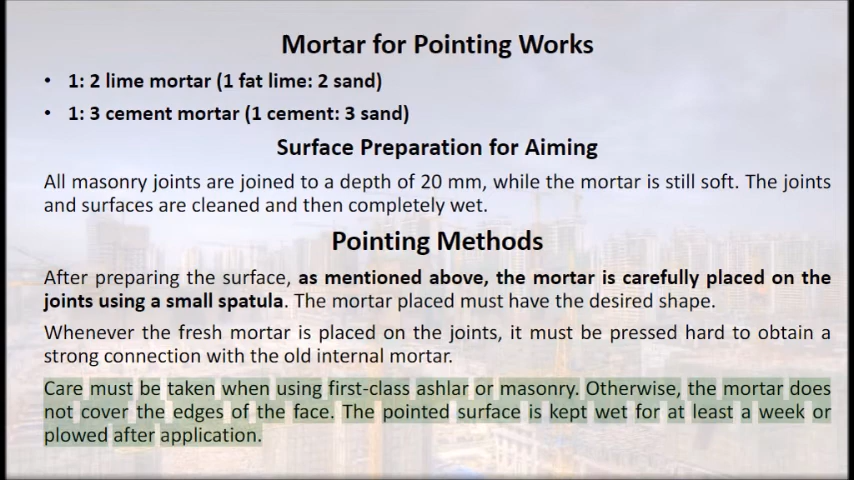 Mortar for Pointing Works
• 1: 2 lime mortar (1 fat lime: 2 sand)
• 1: 3 cement mortar (1 cement: 3 sand)
Surface Preparation for Aiming
All masonry joints are joined to a depth of 20 mm, while the mortar is still soft. The joints
and surfaces are cleaned and then completely wet.
Pointing Methods
After preparing the surface, as mentioned above, the mortar is carefully placed on the
joints using a small spatula. The mortar placed must have the desired shape.
Whenever the fresh mortar is placed on the joints, it must be pressed hard to obtain a
strong connection with the old internal mortar.
Care must be taken when using first-class ashlar or masonry. Otherwise, the mortar does
not cover the edges of the face. The pointed surface is kept wet for at least a week or
plowed after application.